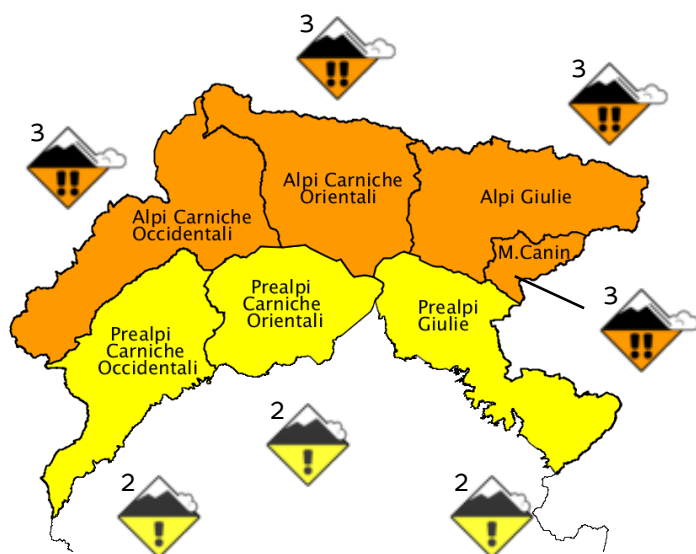 3
3
3
Alpi Carniche
Orientali
Alpi Giulie
Alpi Carniche
Occidentali
M.Canin
3
Prealpi
Carniche
Orientali
Prealpi
Giulie
Prealpi
Carniche
Occidentali
2
2
2